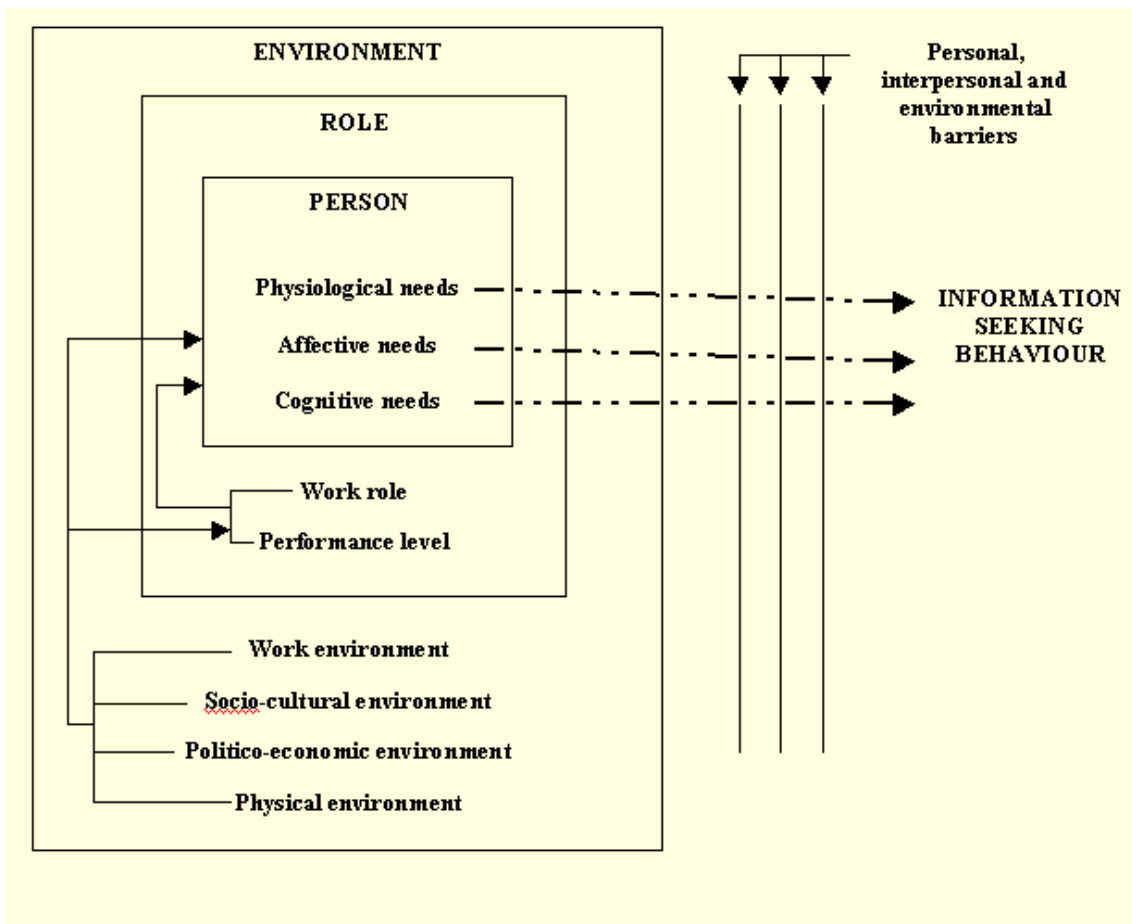 ENVIRONMENT
ROLE
PERSON
Physiological needs
Affective needs
Cognitive needs
Work role
Performance level
Work environment
Socio-cultural environment
Politico-economic environment
Physical environment
Personal,
interpersonal and
environmental
barriers
INFORMATION
SEEKING
BEHAVIOUR